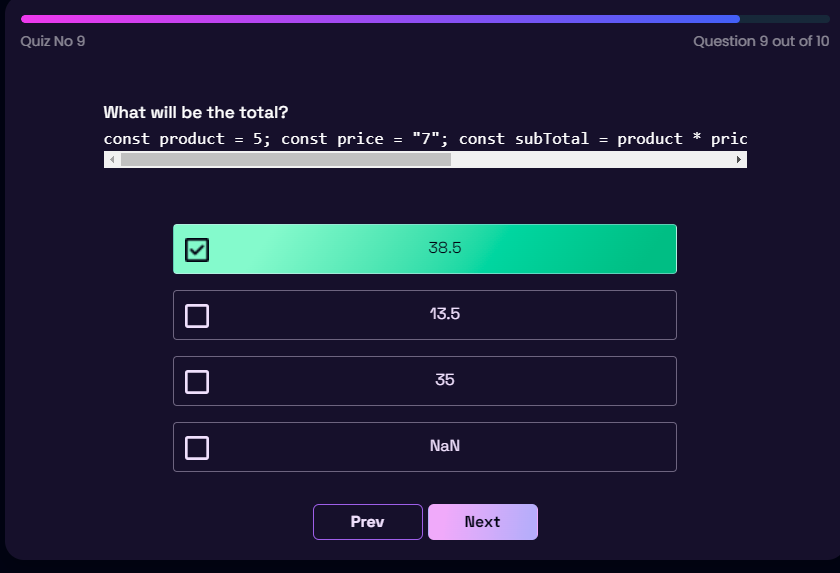 Quiz No 9
Question 9 out of 10
What will be the total?
const product = 5; const price = "7"; const subTotal = product * pric
38.5
13.5
35
NaN
Prev
Next